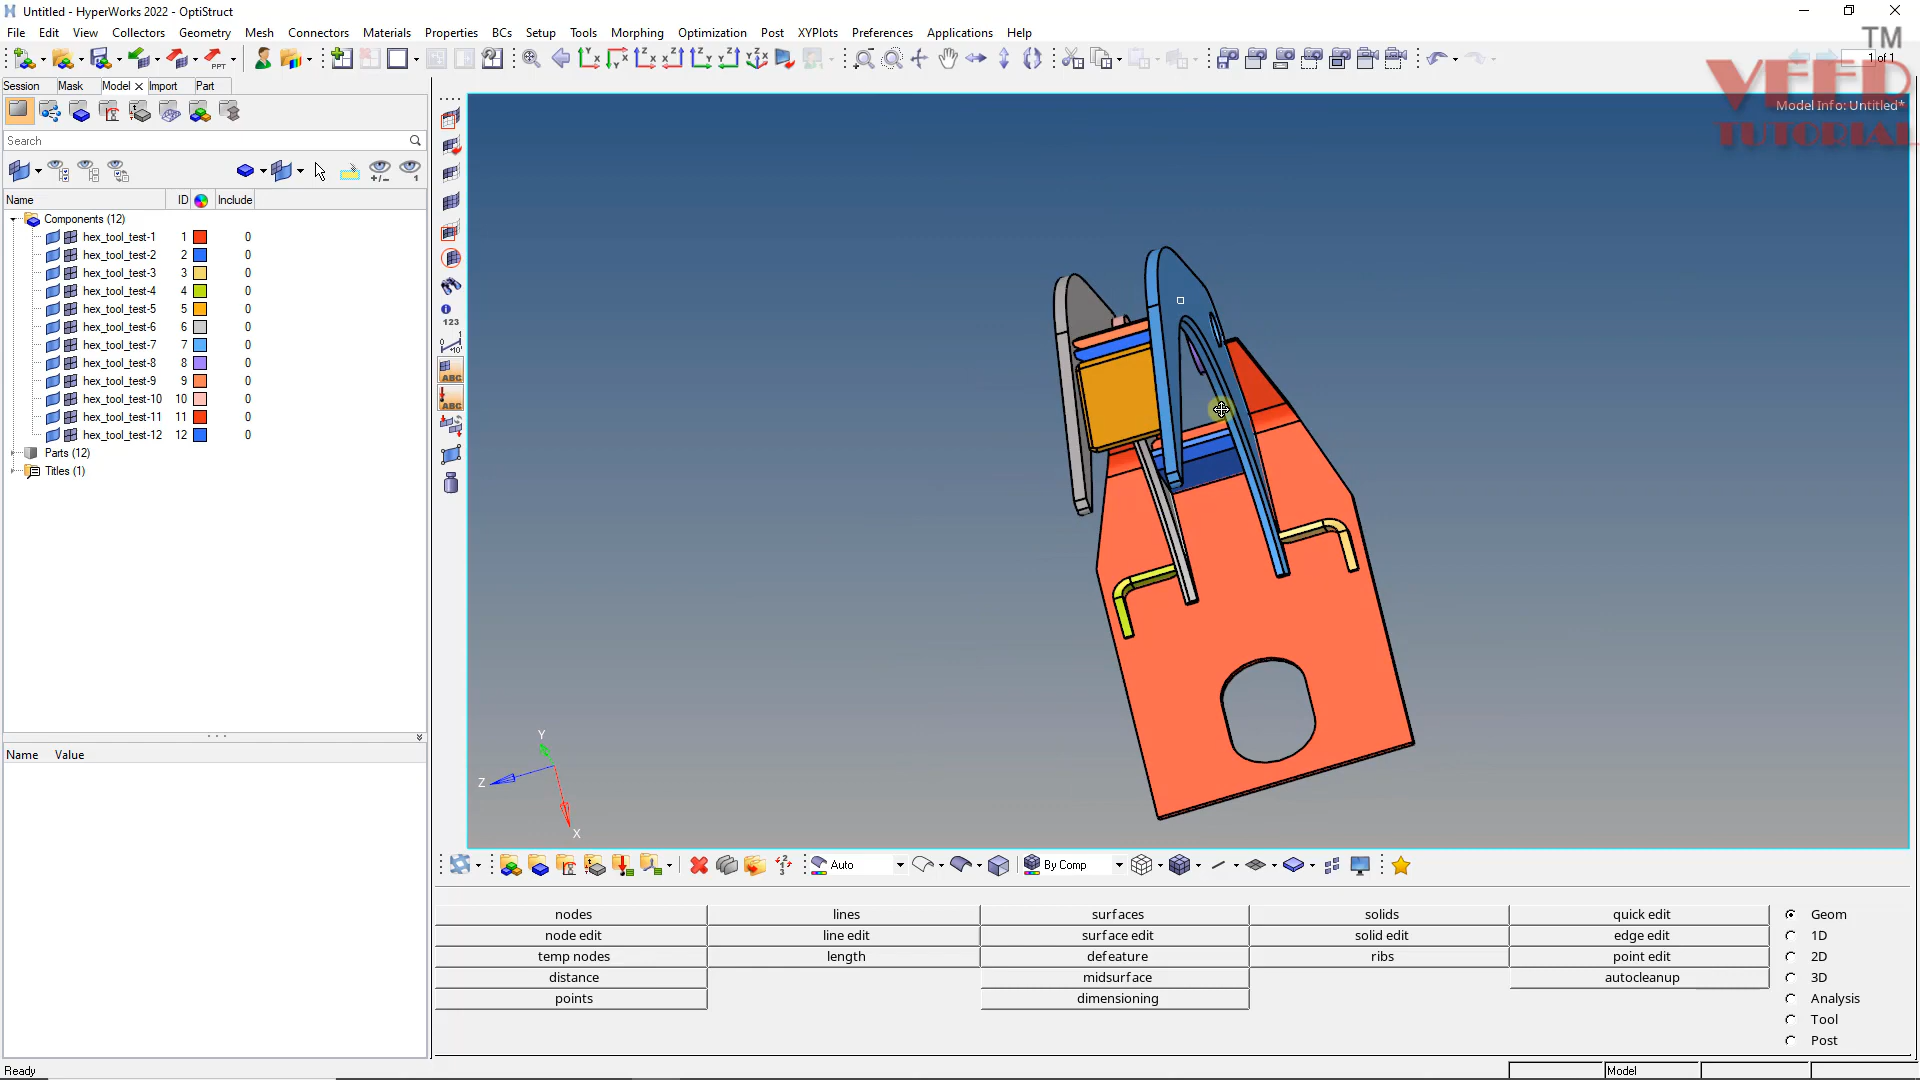 Untitled - HyperWorks 2022 - OptiStruct
File Edit View Collectors Geometry Mesh Connectors Materials Properties BCs Setup Tools Morphing Optimization Post XYPlots Preferences Applications Help
TM
1 of 1
VEED
TUTORIAL
Session Mask Model Import Part
Model Info: Untitled*
Search
Name ID Include
Components (12)
hex_tool_test-1 1 0
hex_tool_test-2 2 0
hex_tool_test-3 3 0
hex_tool_test-4 4 0
hex_tool_test-5 5 0
hex_tool_test-6 6 0
hex_tool_test-7 7 0
hex_tool_test-8 8 0
hex_tool_test-9 9 0
hex_tool_test-10 10 0
hex_tool_test-11 11 0
hex_tool_test-12 12 0
Parts (12)
Titles (1)
123
ABC
ABC
Name Value
Y
Z
X
Auto By Comp
nodes lines surfaces solids quick edit Geom
node edit line edit surface edit solid edit edge edit 1D
temp nodes length defeature ribs point edit 2D
distance midsurface autocleanup 3D
points dimensioning Analysis
Tool
Post
Ready Model